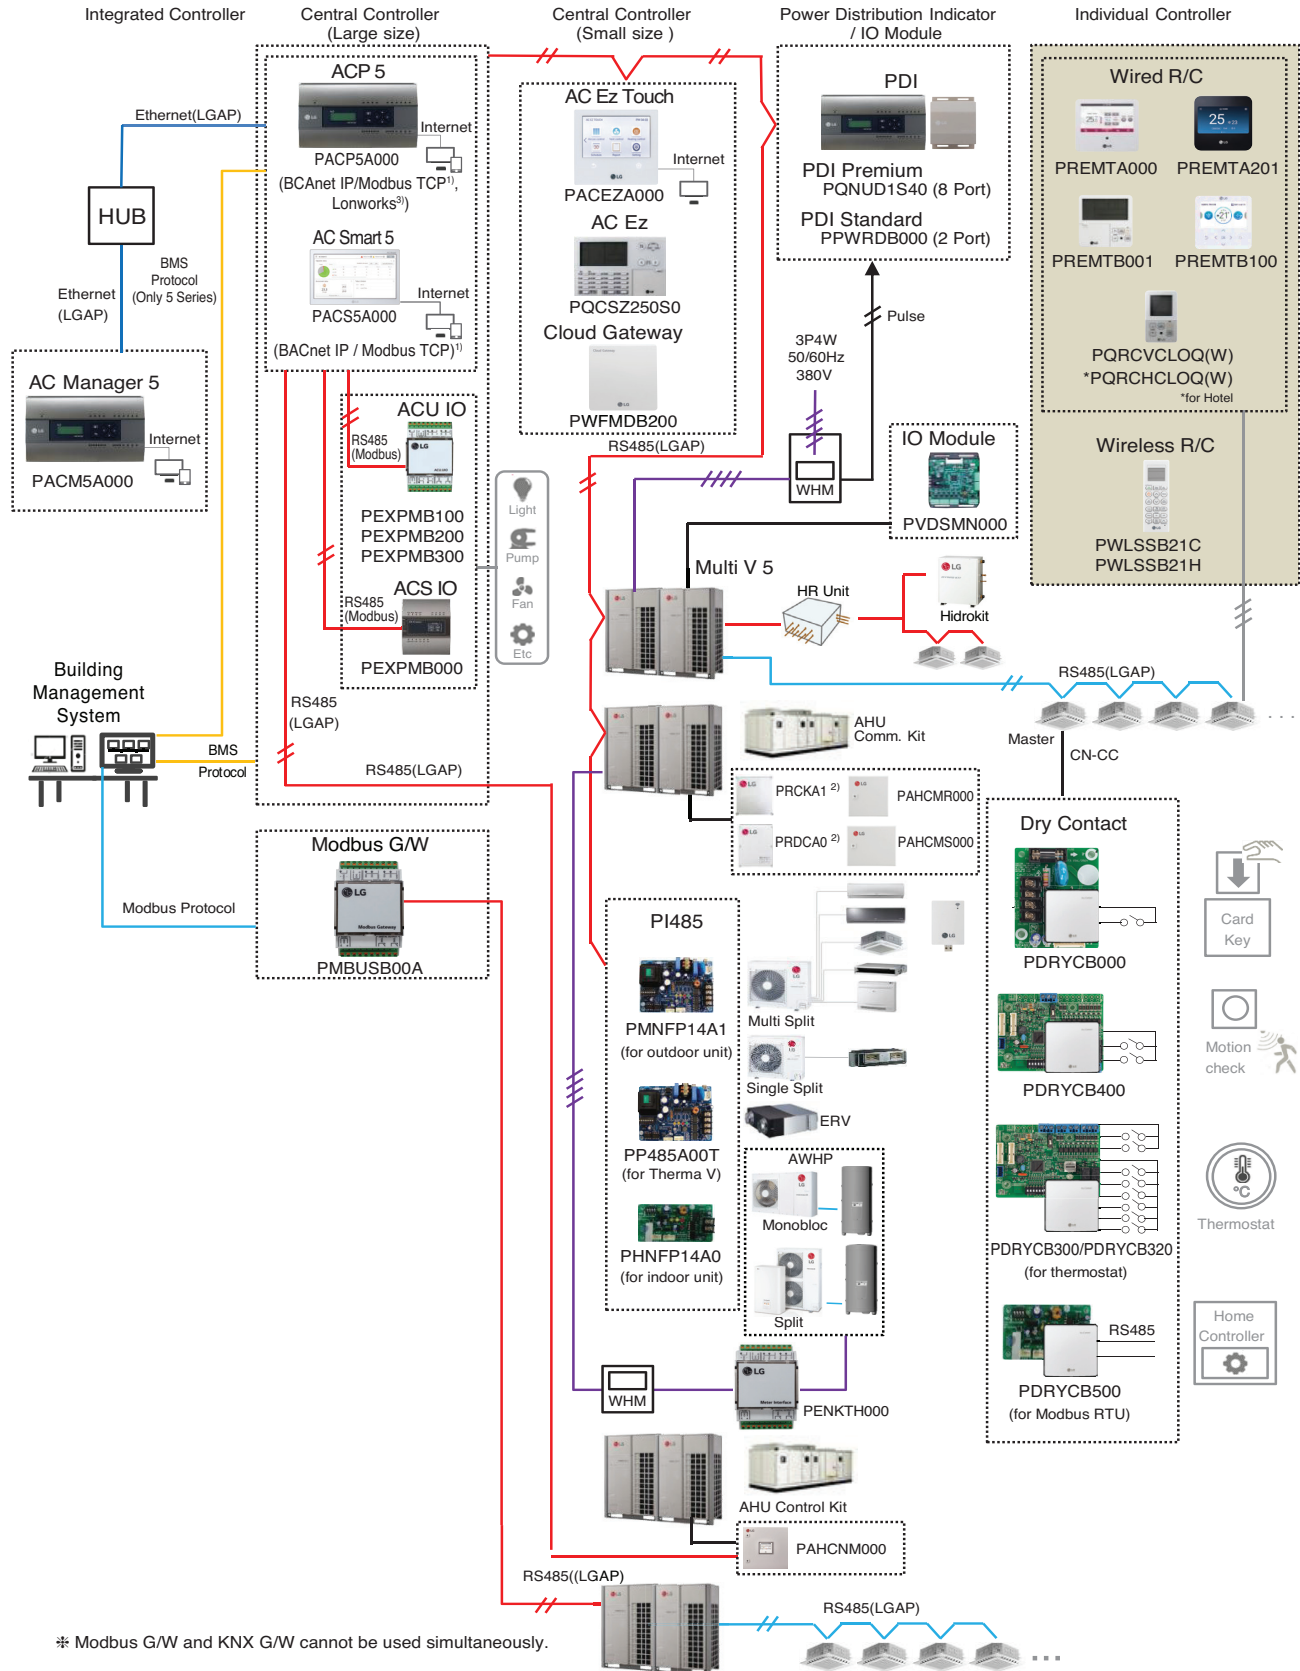 Integrated Controller
Central Controller
(Large size)
Central Controller
(Small size )
Power Distribution Indicator
/ IO Module
Individual Controller
ACP 5
Internet
PACP5A000
(BCAnet IP/Modbus TCP1),
Lonworks3))
AC Smart 5
Internet
PACS5A000
(BACnet IP / Modbus TCP)1)
Ethernet(LGAP)
HUB
Ethernet
(LGAP)
BMS
Protocol
(Only 5 Series)
AC Manager 5
Internet
PACM5A000
AC Ez Touch
Internet
PACEZA000
AC Ez
PQCSZ250S0
Cloud Gateway
PWFMDB200
PDI
PDI Premium
PQNUD1S40 (8 Port)
PDI Standard
PPWRDB000 (2 Port)
Pulse
3P4W
50/60Hz
380V
WHM
Wired R/C
PREMTA000
PREMTA201
PREMTB001
PREMTB100
PQRCVCLOQ(W)
*PQRCHCLOQ(W)
*for Hotel
Wireless R/C
PWLSSB21C
PWLSSB21H
ACU IO
RS485
(Modbus)
LG
PEXPMB100
PEXPMB200
PEXPMB300
ACS IO
RS485
(Modbus)
PEXPMB000
Light
Pump
Fan
Etc
RS485(LGAP)
IO Module
PVDSMN000
Multi V 5
HR Unit
LG
Hidrokit
RS485(LGAP)
Master
CN-CC
Building
Management
System
BMS
Protocol
RS485
(LGAP)
RS485(LGAP)
AHU
Comm. Kit
PRCKA1 2)
PAHCMR000
PRDCA0 2)
PAHCMS000
Modbus G/W
LG
Modbus Gateway
PMBUSB00A
Modbus Protocol
PI485
PMNFP14A1
(for outdoor unit)
PP485A00T
(for Therma V)
PHNFP14A0
(for indoor unit)
Multi Split
Single Split
ERV
AWHP
Monobloc
Split
Dry Contact
PDRYCB000
PDRYCB400
PDRYCB300/PDRYCB320
(for thermostat)
RS485
PDRYCB500
(for Modbus RTU)
Card
Key
Motion
check
°C
Thermostat
Home
Controller
WHM
LG
Meter Interface
PENKTH000
AHU Control Kit
PAHCNM000
RS485((LGAP)
RS485(LGAP)
※ Modbus G/W and KNX G/W cannot be used simultaneously.